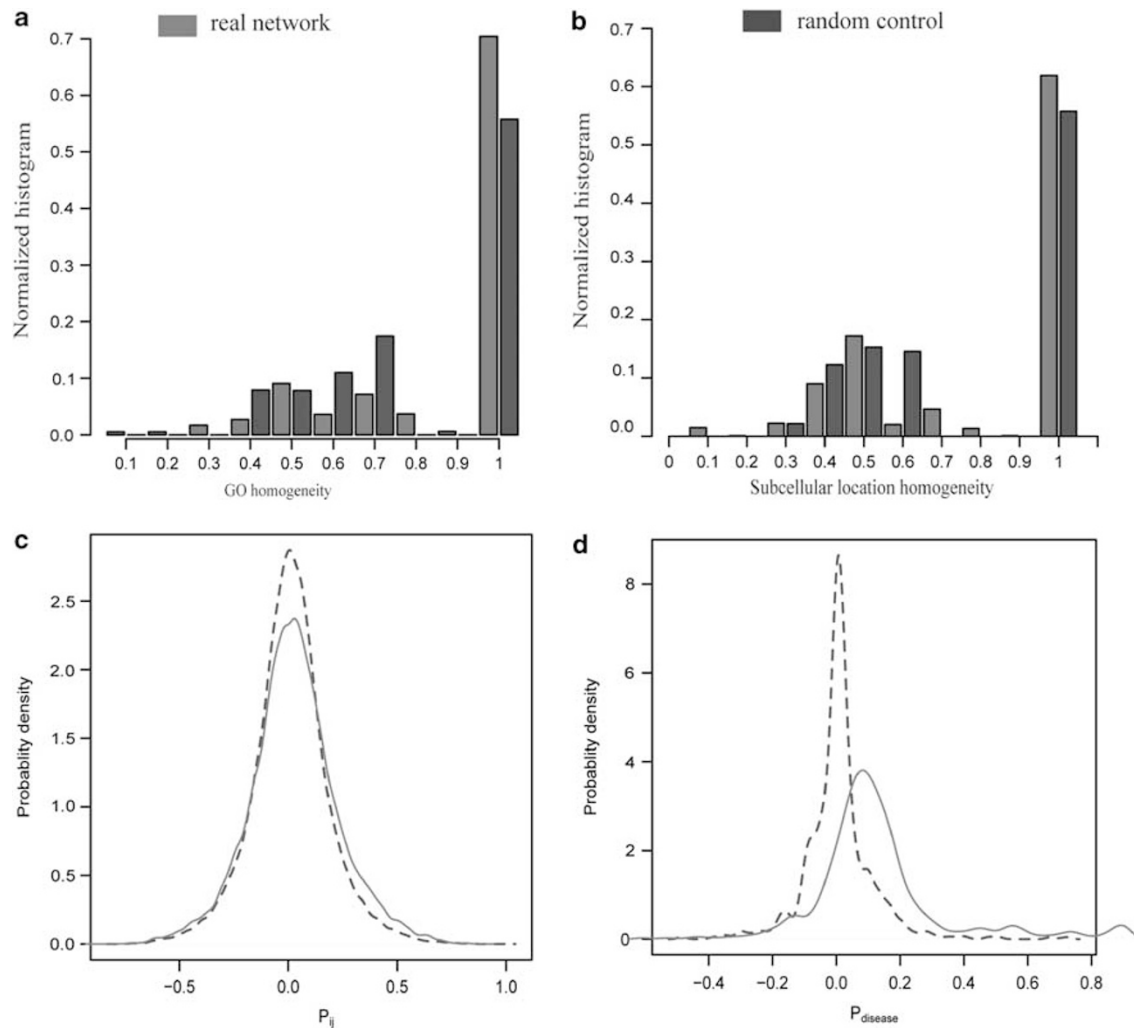 a
real network
0.7
0.6
0.5
0.4
0.3
0.2
0.1
0.0
Normalized histogram
0.1 0.2 0.3 0.4 0.5 0.6 0.7 0.8 0.9 1
GO homogeneity
b
random control
0.7
0.6
0.5
0.4
0.3
0.2
0.1
0.0
Normalized histogram
0 0.1 0.2 0.3 0.4 0.5 0.6 0.7 0.8 0.9 1
Subcellular location homogeneity
c
2.5
2.0
1.5
1.0
0.5
0.0
Probablity density
−0.5 0.0 0.5 1.0
Pij
d
8
6
4
2
0
Probablity density
−0.4 −0.2 0.0 0.2 0.4 0.6 0.8
Pdisease